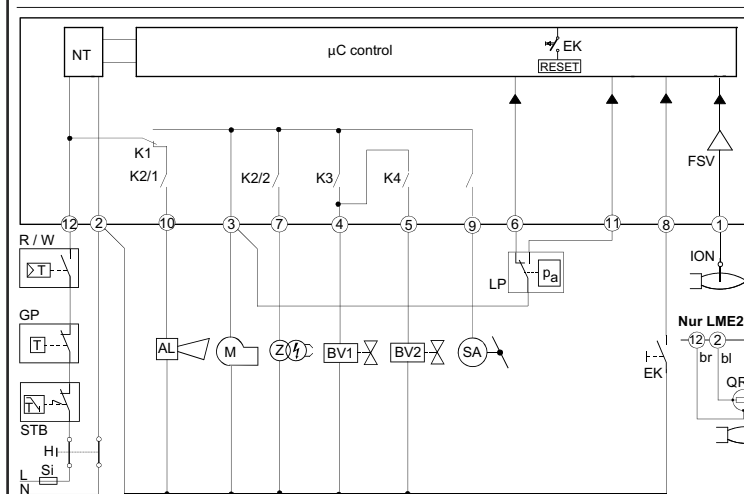 NT
µC control
EK
RESET
K1
K2/1
K2/2
K3
K4
FSV
12
2
10
3
7
4
5
9
6
11
8
1
R / W
T
LP
pa
ION
GP
T
AL
M
Z
BV1
BV2
SA
EK
Nur LME2
12
2
br
bl
QR
STB
T
H
Si
L
N